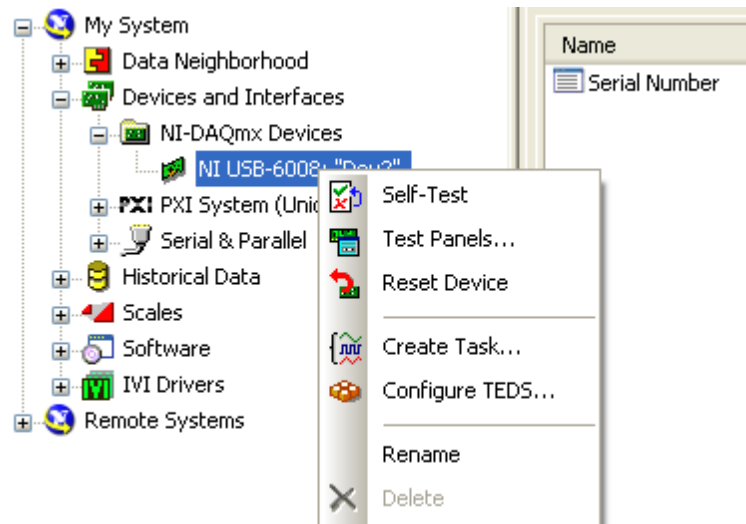 My System
Data Neighborhood
Devices and Interfaces
NI-DAQmx Devices
NI USB-6008:
PXI PXI System
Serial & Parallel
Historical Data
Scales
Software
IVI Drivers
Remote Systems
Self-Test
Test Panels...
Reset Device
Create Task...
Configure TEDS...
Rename
Delete
Name
Serial Number